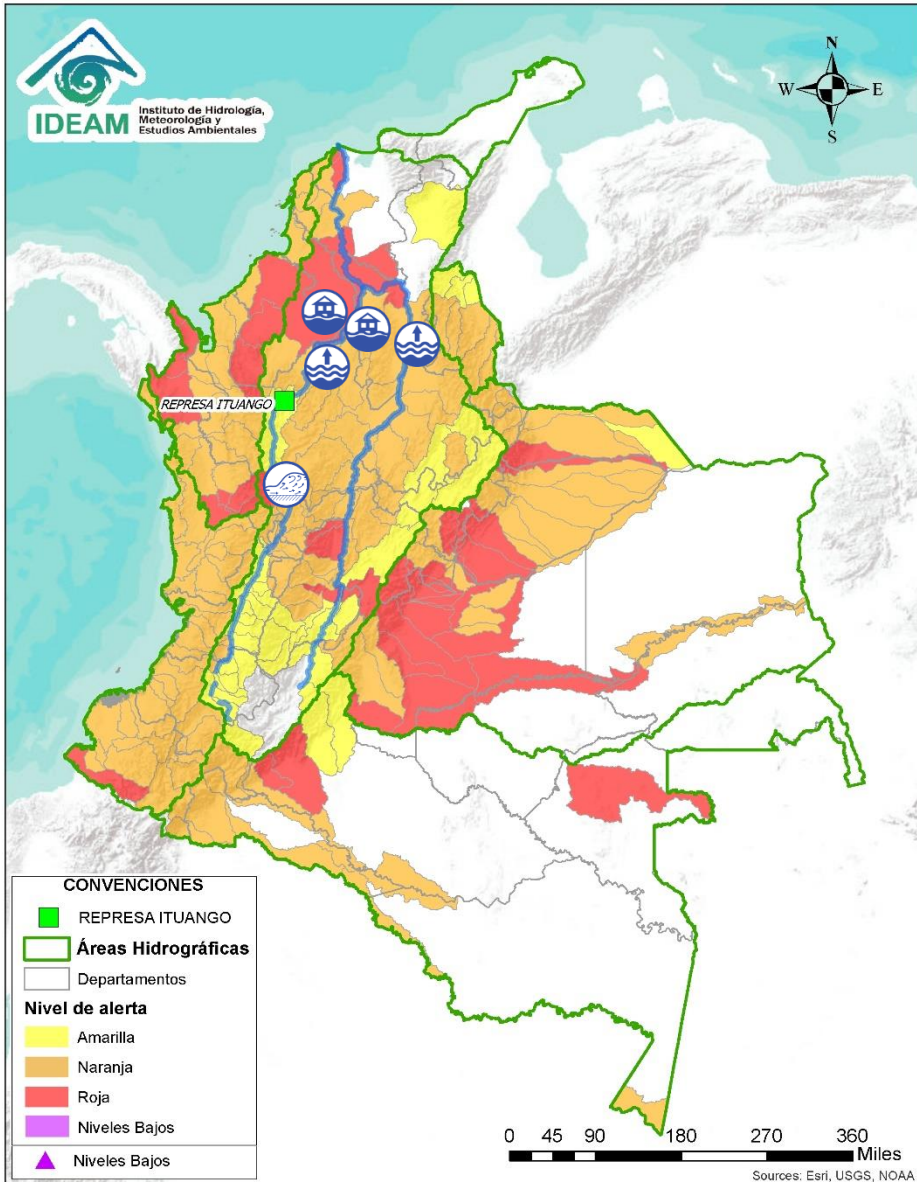 IDEAM
Instituto de Hidrología,
Meteorología y
Estudios Ambientales
N
W
E
S
REPRESA ITUANGO
CONVENCIONES
REPRESA ITUANGO
Áreas Hidrográficas
Departamentos
Nivel de alerta
Amarilla
Naranja
Roja
Niveles Bajos
Niveles Bajos
0 45 90 180 270 360
Miles
Sources: Esri, USGS, NOAA